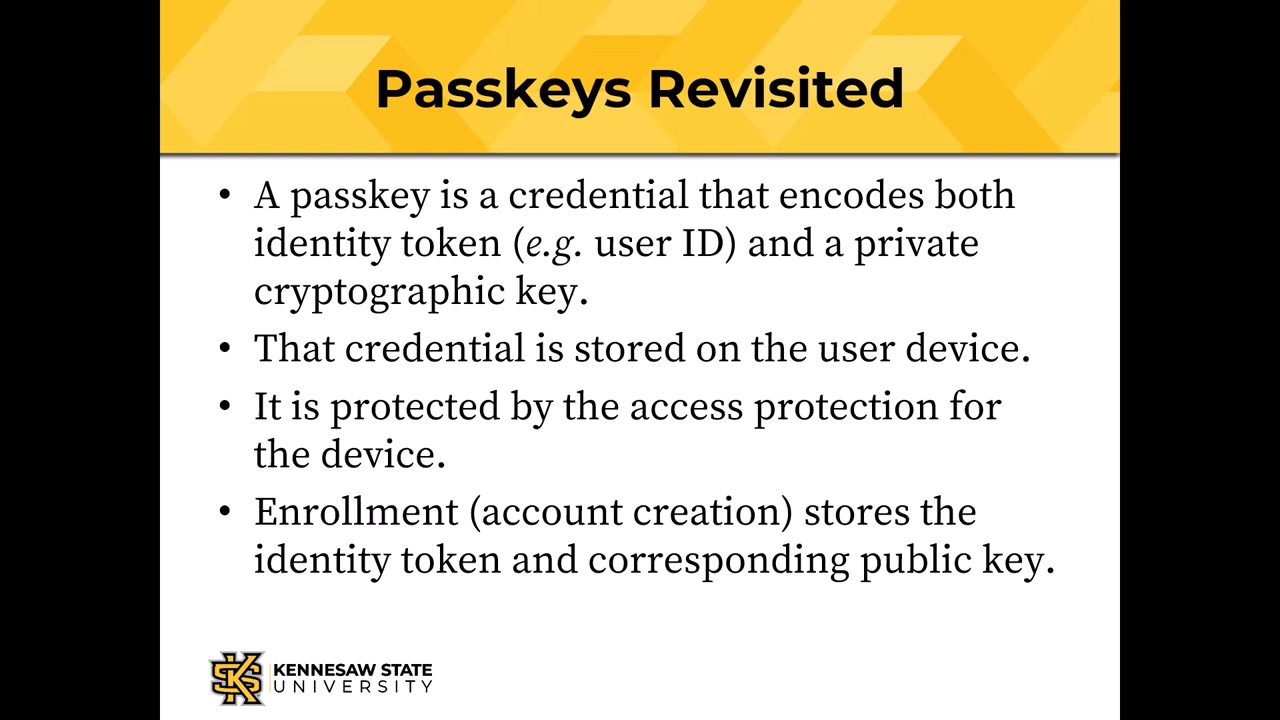 Passkeys Revisited
• A passkey is a credential that encodes both
identity token (e.g. user ID) and a private
cryptographic key.
• That credential is stored on the user device.
• It is protected by the access protection for
the device.
• Enrollment (account creation) stores the
identity token and corresponding public key.
KENNESAW STATE
UNIVERSITY